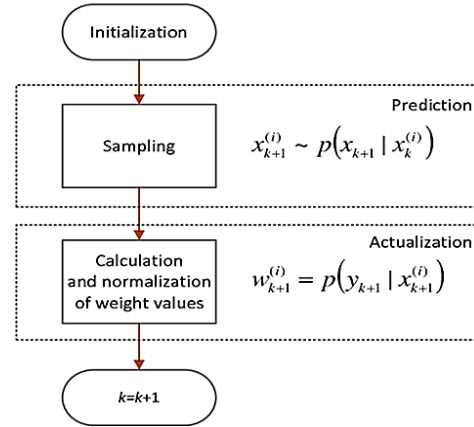 Initialization
Prediction
Sampling
x_{k+1}^{(i)} ~ p(x_{k+1} | x_k^{(i)})
Actualization
Calculation
and normalization
of weight values
w_{k+1}^{(i)} = p(y_{k+1} | x_{k+1}^{(i)})
k=k+1